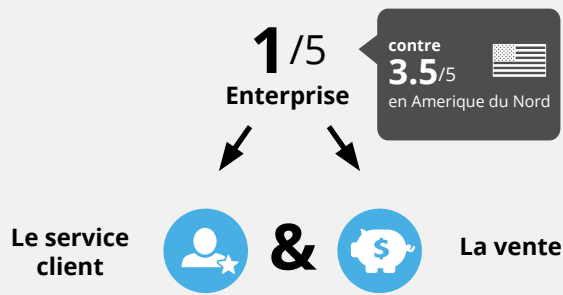 1/5
Enterprise
contre
3.5/5
en Amerique du Nord
Le service
client
&
$
La vente